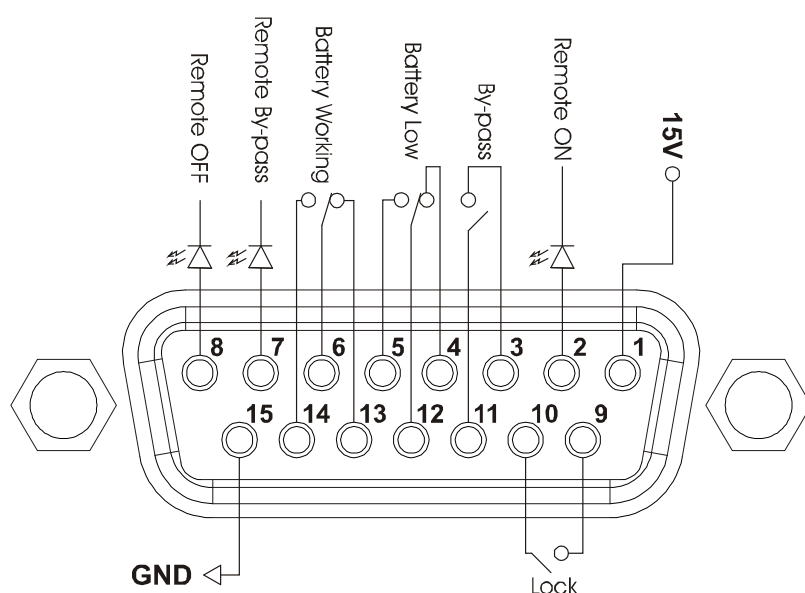 Remote OFF
Remote By-pass
Battery Working
Battery Low
By-pass
Remote ON
15V
8 7 6 5 4 3 2 1
15 14 13 12 11 10 9
GND
Lock